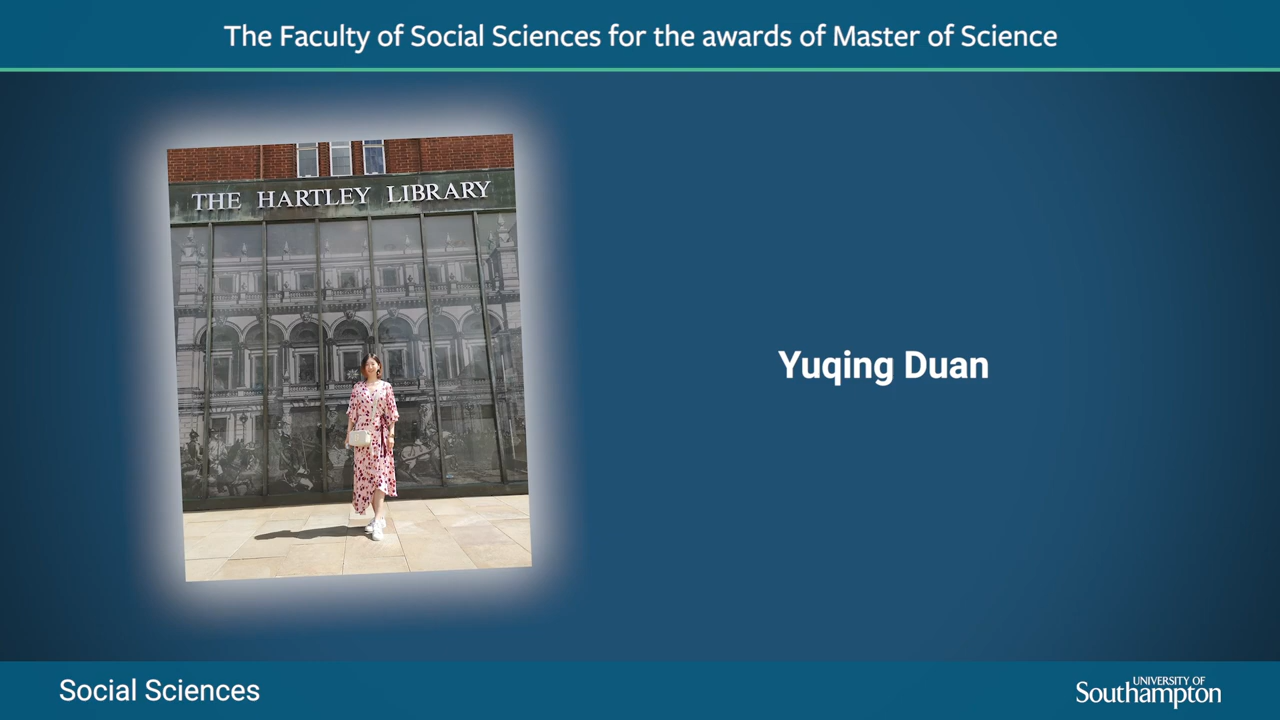 The Faculty of Social Sciences for the awards of Master of Science
THE HARTLEY LIBRARY
Yuqing Duan
Social Sciences
UNIVERSITY OF
Southampton